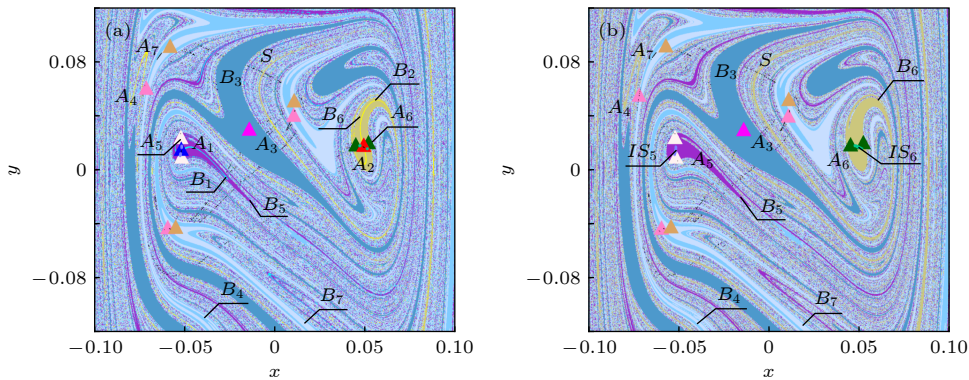 (a)
A₇
S
B₃
B₂
A₄
B₆
A₆
A₅
A₁
A₃
A₂
B₁
B₅
B₄
B₇
0.08
0
−0.08
y
−0.10
−0.05
0
0.05
0.10
x
(b)
A₇
S
B₃
B₆
A₄
A₃
IS₅
A₅
A₆
IS₆
B₅
B₄
B₇
0.08
0
−0.08
y
−0.10
−0.05
0
0.05
0.10
x